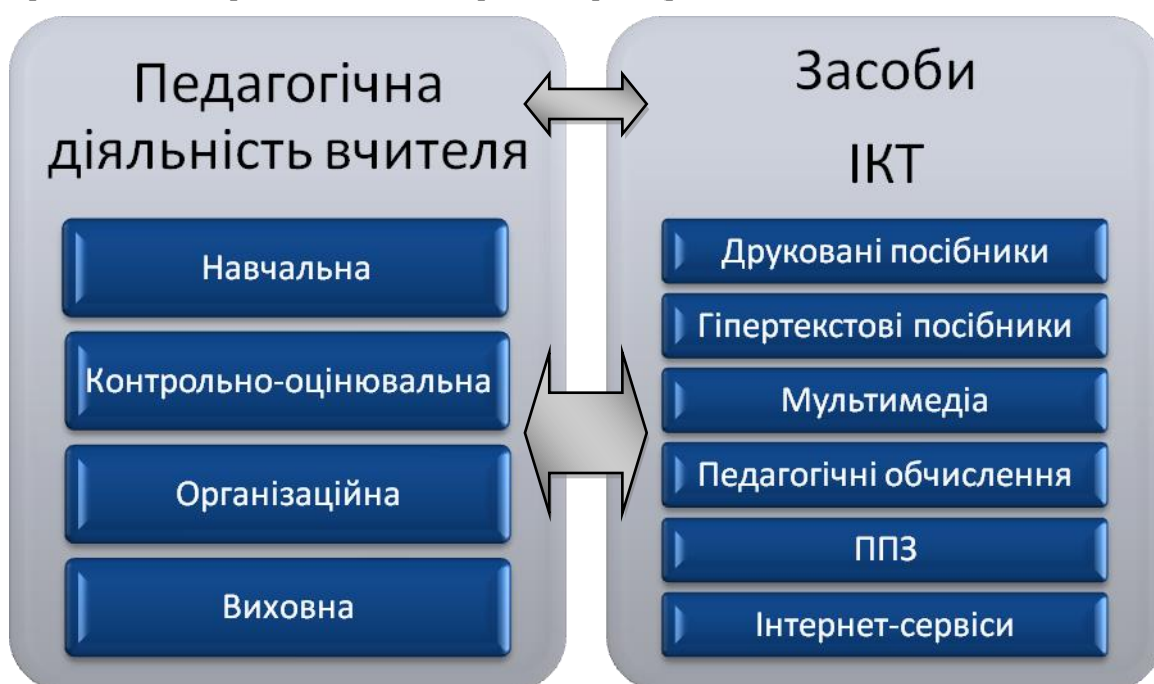 Педагогічна
діяльність вчителя
Навчальна
Контрольно-оцінювальна
Організаційна
Виховна
Засоби
ІКТ
Друковані посібники
Гіпертекстові посібники
Мультимедіа
Педагогічні обчислення
ППЗ
Інтернет-сервіси